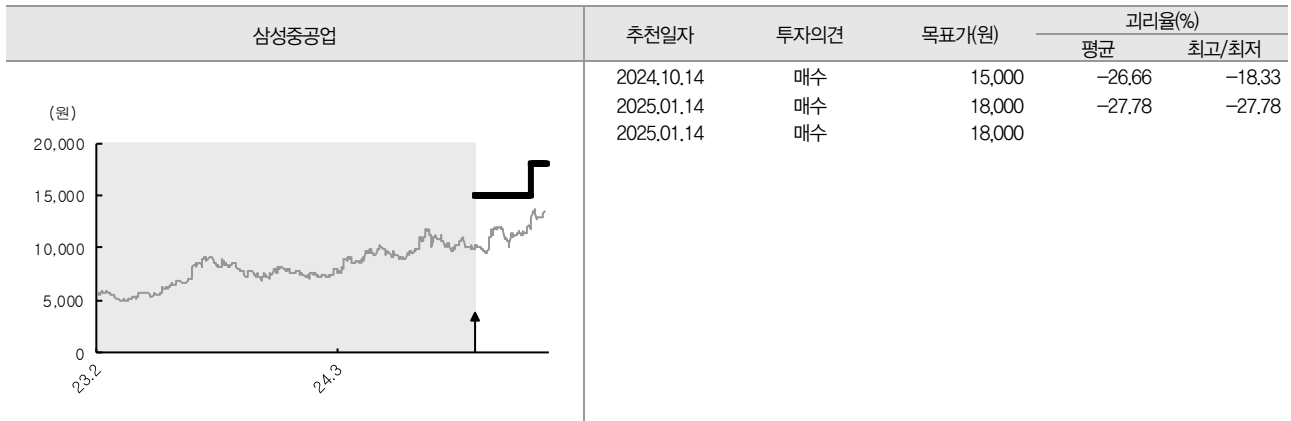 삼성중공업
추천일자 투자의견 목표가(원) 괴리율(%)
평균 최고/최저
2024.10.14 매수 15,000 -26.66 -18.33
2025.01.14 매수 18,000 -27.78 -27.78
2025.01.14 매수 18,000
(원)
20,000
15,000
10,000
5,000
0
23.2 24.3